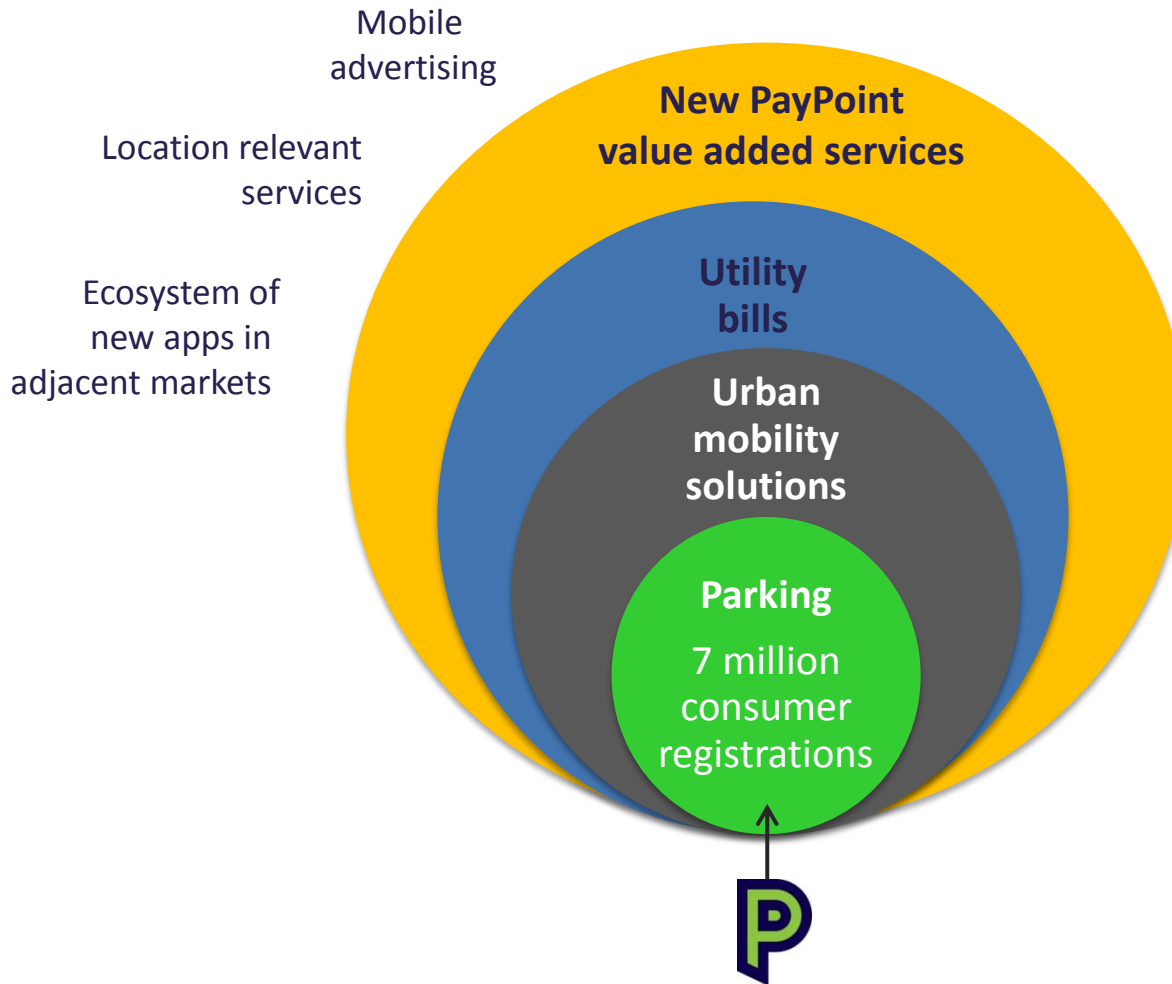 Mobile
advertising
Location relevant
services
Ecosystem of
new apps in
adjacent markets
New PayPoint
value added services
Utility
bills
Urban
mobility
solutions
Parking
7 million
consumer
registrations
P